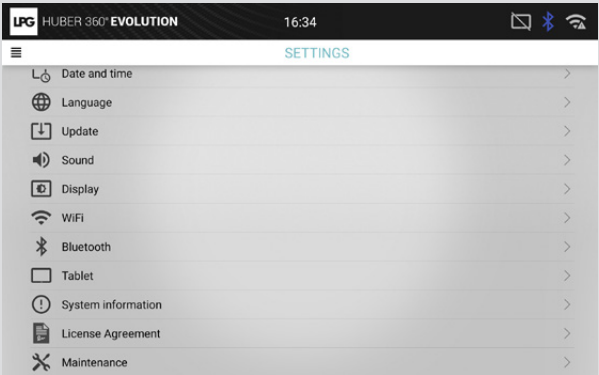 LPG HUBER 360® EVOLUTION 16:34
SETTINGS
Date and time
Language
Update
Sound
Display
WiFi
Bluetooth
Tablet
System information
License Agreement
Maintenance